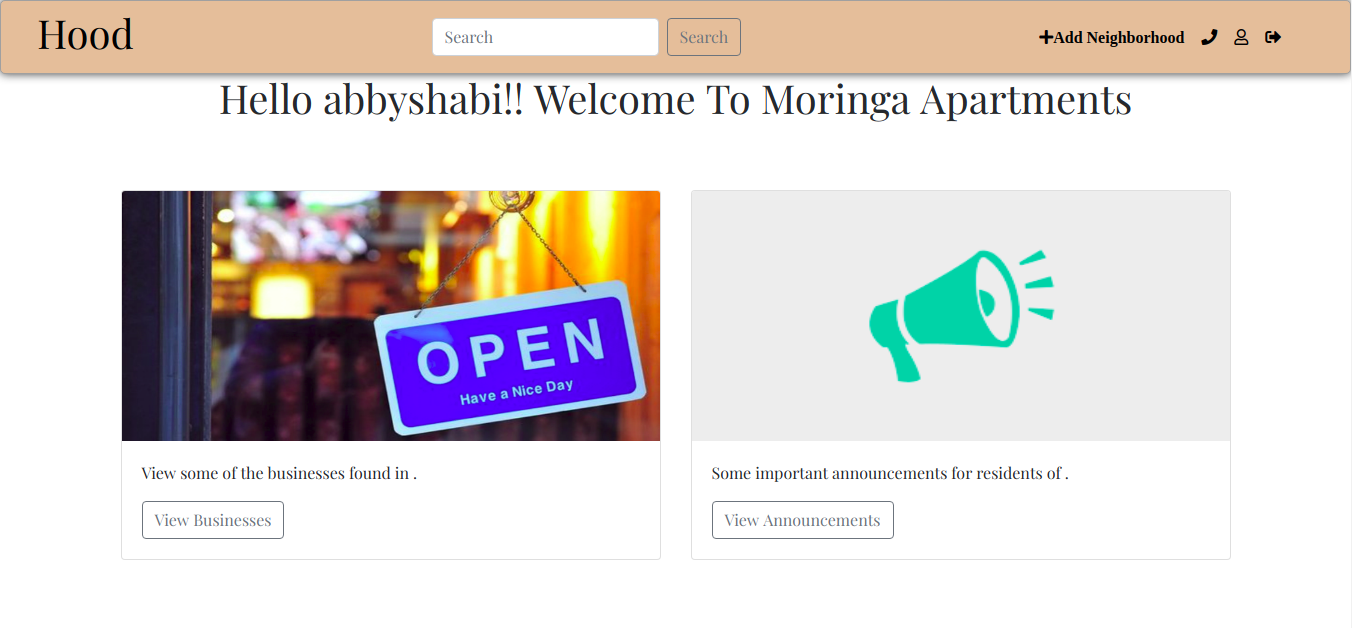 Hood
Search
Search
Add Neighborhood
Hello abbyshabi!! Welcome To Moringa Apartments
OPEN
Have a Nice Day
View some of the businesses found in .
View Businesses
Some important announcements for residents of .
View Announcements